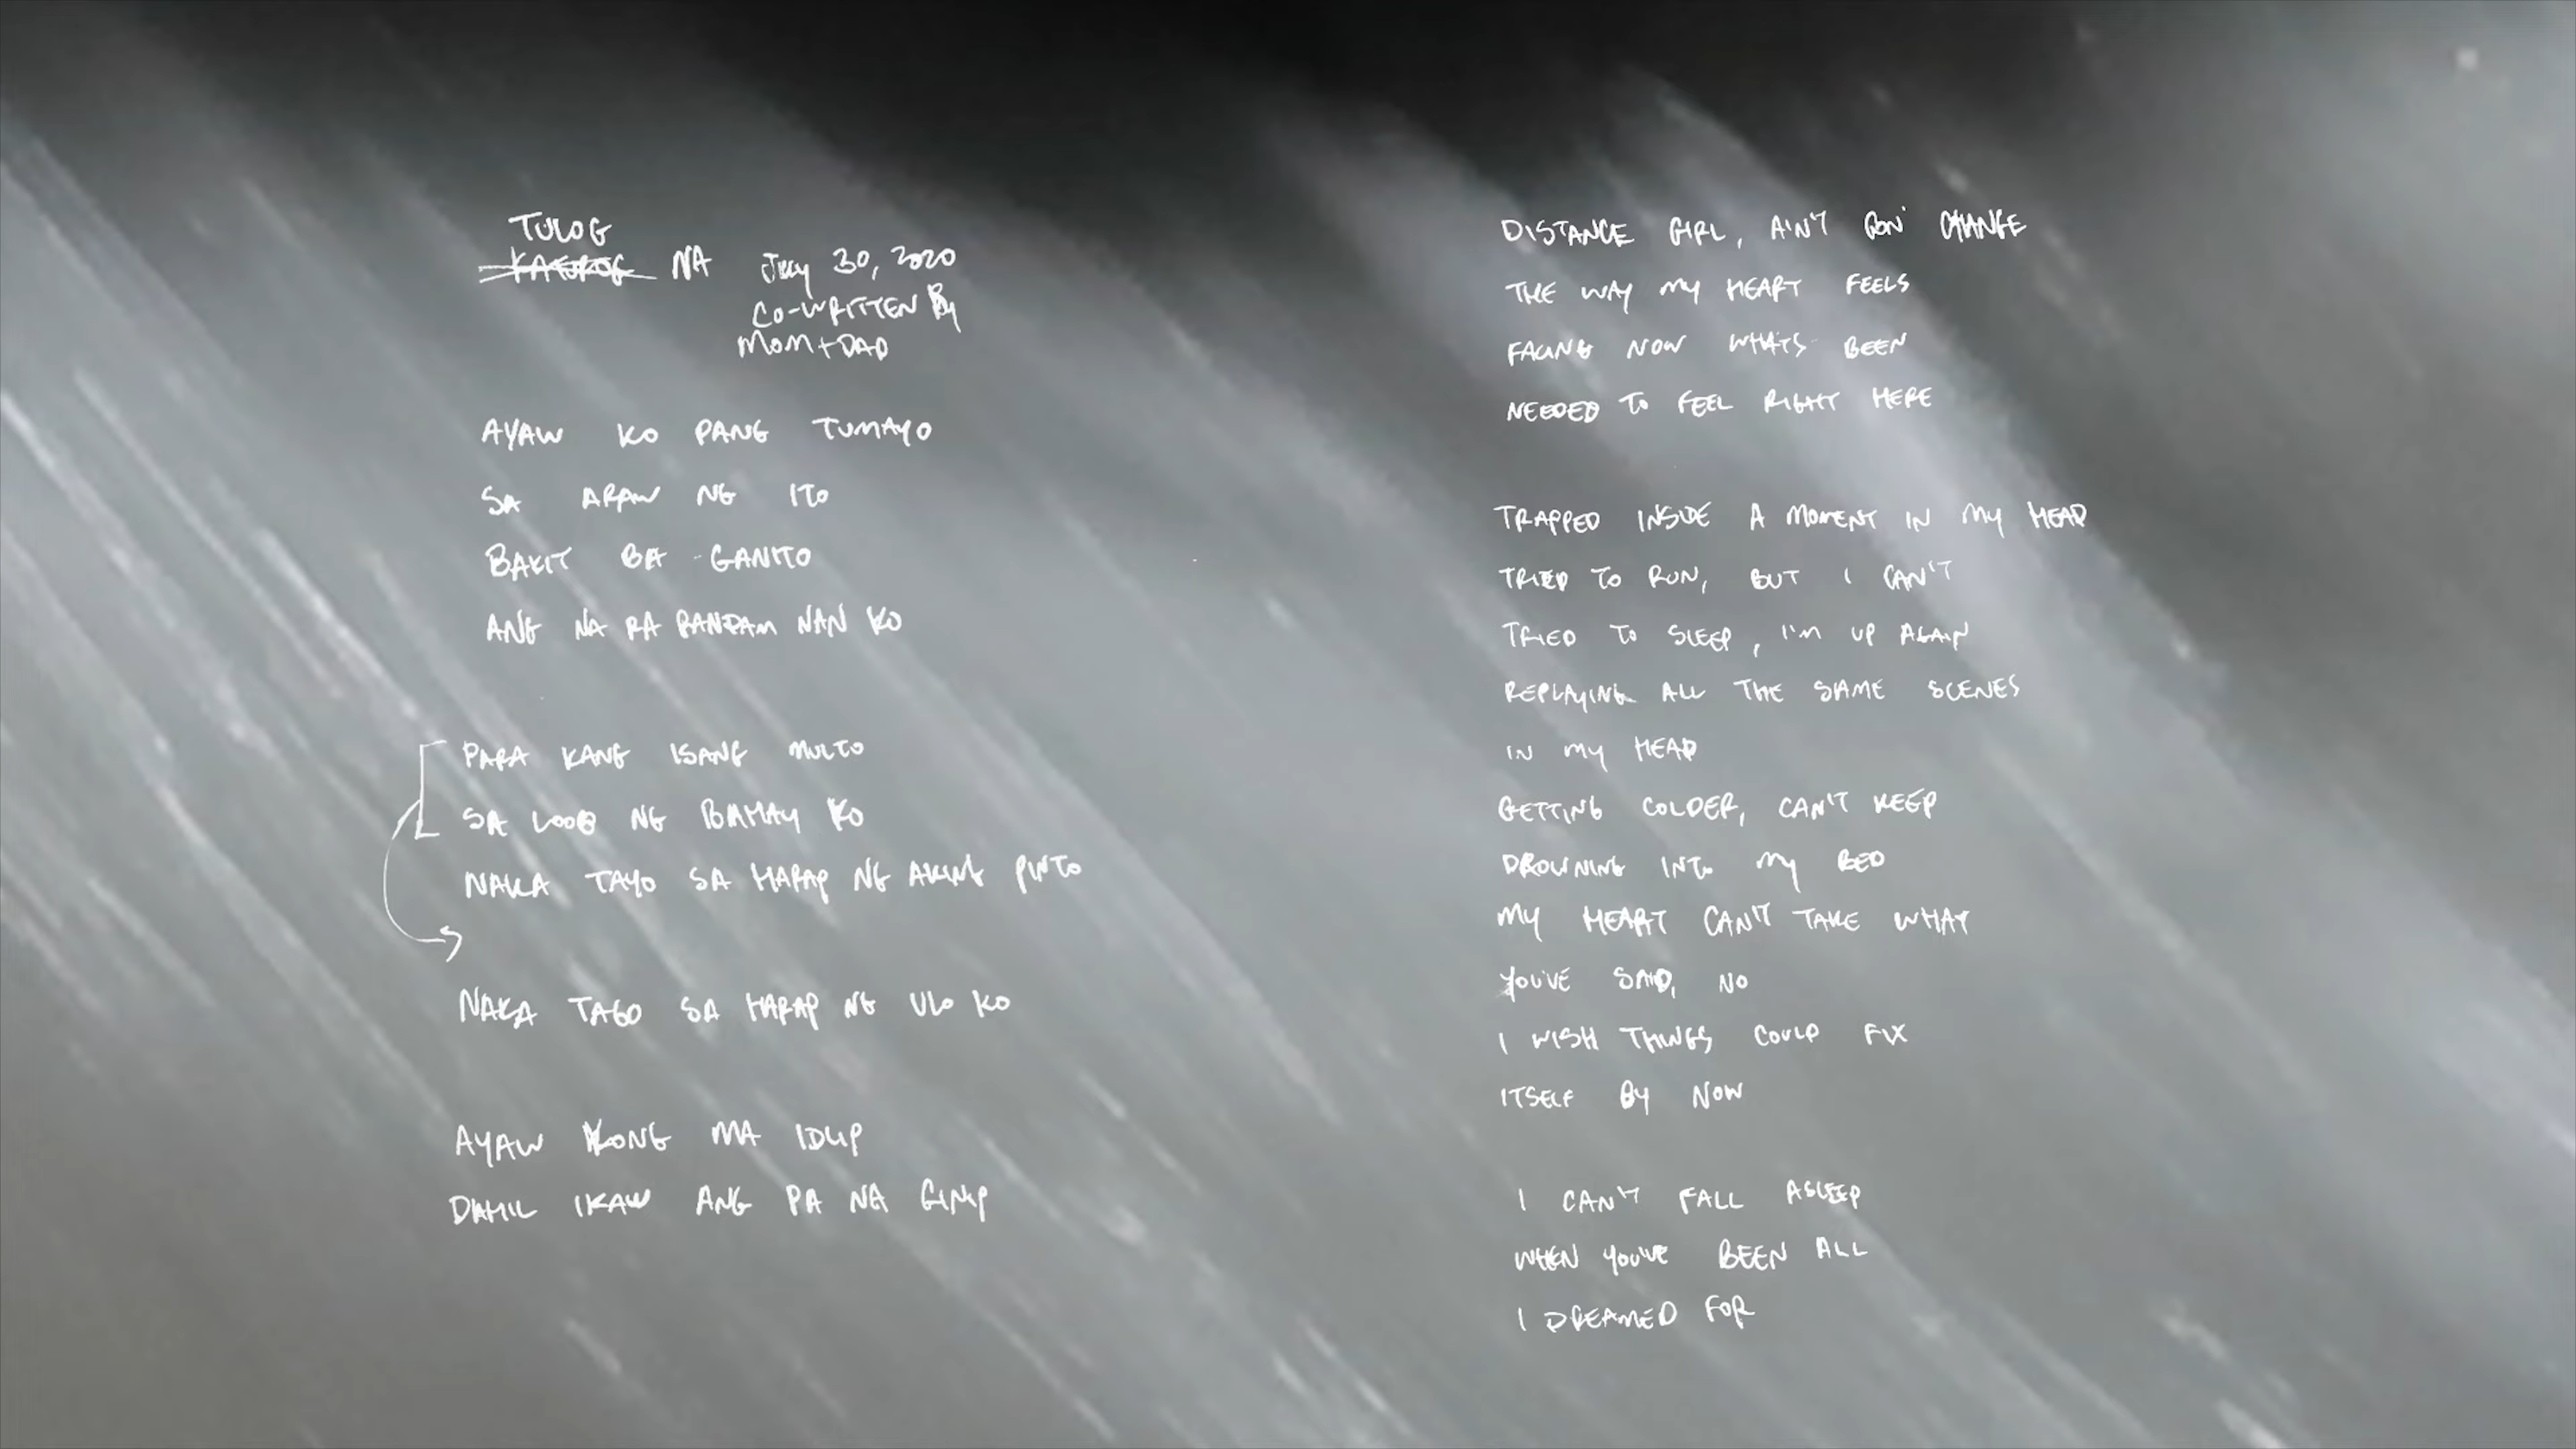 TULOG
KATUROG NA July 30, 2020
CO-WRITTEN By
MOM + DAD
AYAW KO PANG TUMAYO
SA ARAW NG ITO
BAKIT BA GANITO
ANG NA RA RANDAM NAN KO
PARA KANG ISANG MULTO
SA LOOB NG BAHAY KO
NAKA TAYO SA HARAP NG AKING PINTO
NAKA TAGO SA HARAP NG ULO KO
AYAW KONG MA IDLIP
DAHIL IKAW ANG PA NA GINIP
DISTANCE GIRL, AIN'T GON' CHANGE
THE WAY MY HEART FEELS
FACING NOW WHATS BEEN
NEEDED TO FEEL RIGHT HERE
TRAPPED INSIDE A MOMENT IN MY HEAD
TRIED TO RUN, BUT I CAN'T
TRIED TO SLEEP, I'M UP AGAIN
REPLAYING ALL THE SAME SCENES
IN MY HEAD
GETTING COLDER, CAN'T KEEP
DROWNING INTO MY BED
MY HEART CAN'T TAKE WHAT
YOU'VE SAID, NO
I WISH THINGS COULD FIX
ITSELF BY NOW
I CAN'T FALL ASLEEP
WHEN YOU'VE BEEN ALL
I DREAMED FOR